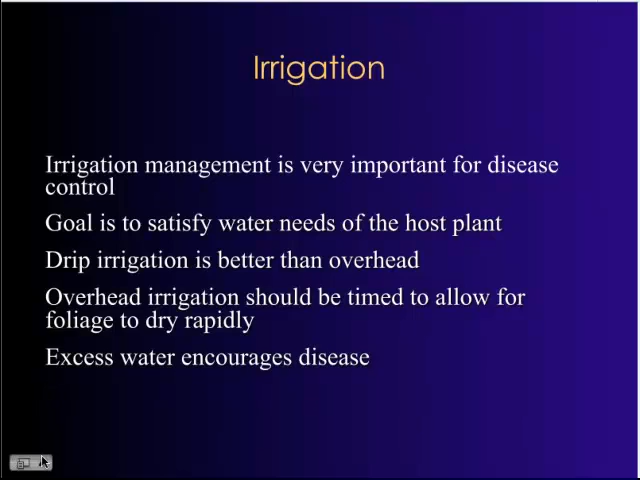 Irrigation
Irrigation management is very important for disease
control
Goal is to satisfy water needs of the host plant
Drip irrigation is better than overhead
Overhead irrigation should be timed to allow for
foliage to dry rapidly
Excess water encourages disease